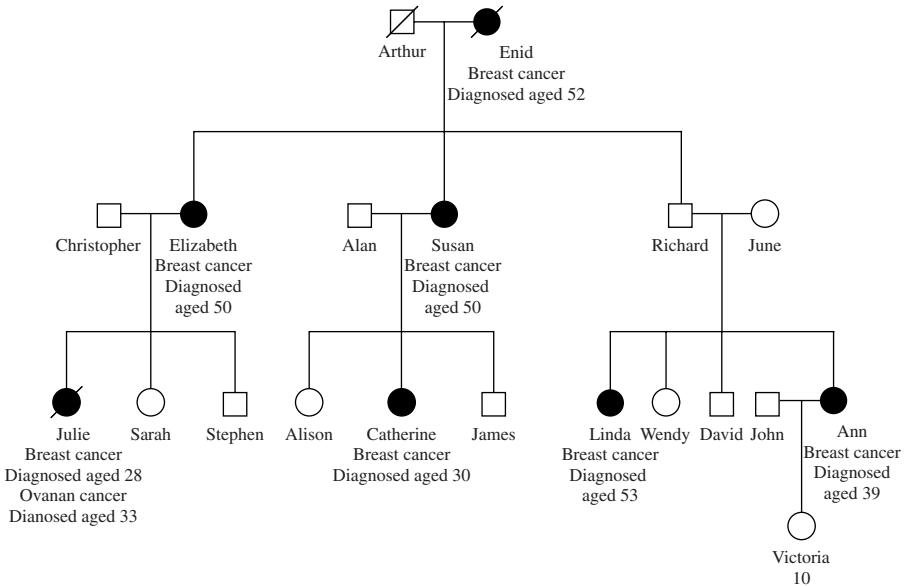 Arthur
Enid
Breast cancer
Diagnosed aged 52
Christopher
Elizabeth
Breast cancer
Diagnosed
aged 50
Alan
Susan
Breast cancer
Diagnosed
aged 50
Richard
June
Julie
Breast cancer
Diagnosed aged 28
Ovanan cancer
Dianosed aged 33
Sarah
Stephen
Alison
Catherine
Breast cancer
Diagnosed aged 30
James
Linda
Breast cancer
Diagnosed
aged 53
Wendy
David
John
Ann
Breast cancer
Diagnosed
aged 39
Victoria
10